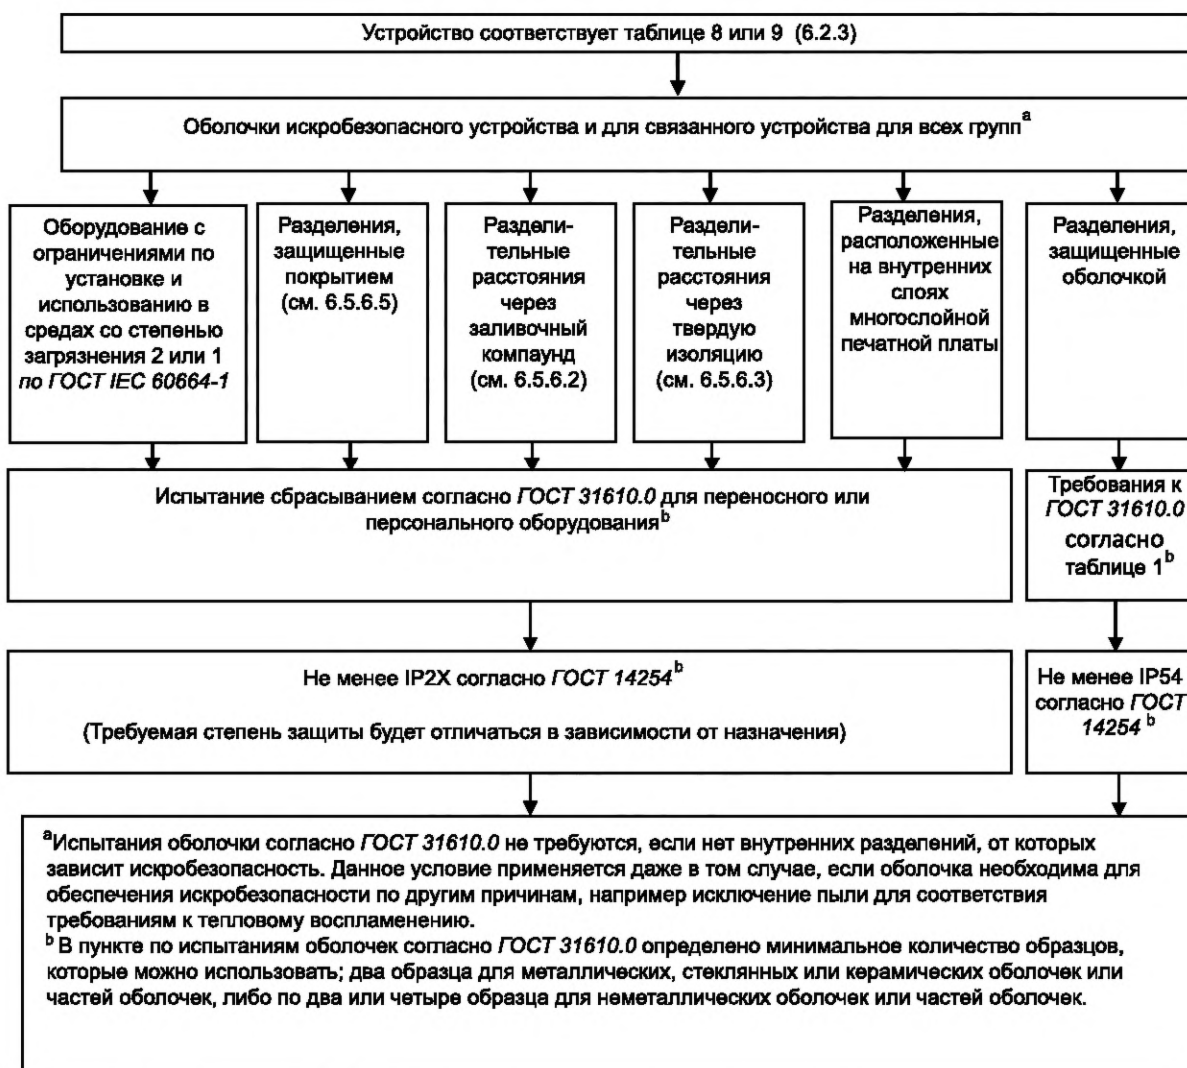 Устройство соответствует таблице 8 или 9 (6.2.3)
Оболочки искробезопасного устройства и для связанного устройства для всех групп a
Оборудование с
ограничениями по
установке и
использованию в
средах со степенью
загрязнения 2 или 1
по ГОСТ IEC 60664-1
Разделения,
защищенные
покрытием
(см. 6.5.6.5)
Раздели-
тельные
расстояния
через
заливочный
компаунд
(см. 6.5.6.2)
Раздели-
тельные
расстояния
через
твердую
изоляцию
(см. 6.5.6.3)
Разделения,
расположенные
на внутренних
слоях
многослойной
печатной платы
Разделения,
защищенные
оболочкой
Испытание сбрасыванием согласно ГОСТ 31610.0 для переносного или
персонального оборудования b
Требования к
ГОСТ 31610.0
согласно
таблице 1 b
Не менее IP2X согласно ГОСТ 14254 b
(Требуемая степень защиты будет отличаться в зависимости от назначения)
Не менее IP54
согласно ГОСТ
14254 b
a Испытания оболочки согласно ГОСТ 31610.0 не требуются, если нет внутренних разделений, от которых
зависит искробезопасность. Данное условие применяется даже в том случае, если оболочка необходима для
обеспечения искробезопасности по другим причинам, например исключение пыли для соответствия
требованиям к тепловому воспламенению.
b В пункте по испытаниям оболочек согласно ГОСТ 31610.0 определено минимальное количество образцов,
которые можно использовать; два образца для металлических, стеклянных или керамических оболочек или
частей оболочек, либо по два или четыре образца для неметаллических оболочек или частей оболочек.